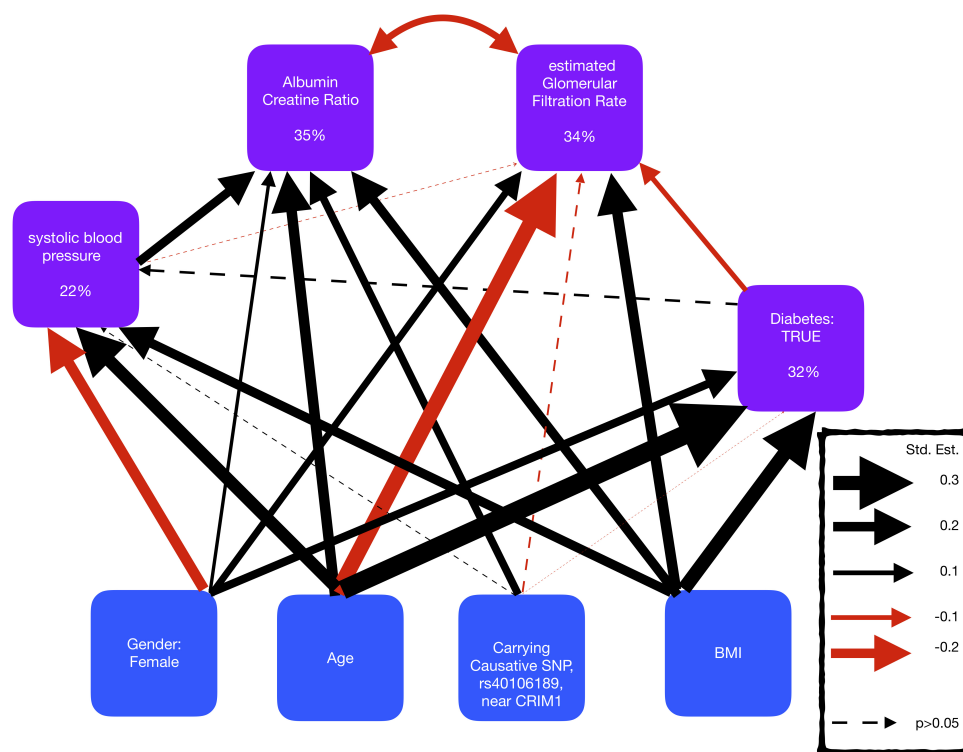 Albumin
Creatine Ratio
35%
estimated
Glomerular
Filtration Rate
34%
systolic blood
pressure
22%
Diabetes:
TRUE
32%
Gender:
Female
Age
Carrying
Causative SNP,
rs40106189,
near CRIM1
BMI
Std. Est.
0.3
0.2
0.1
-0.1
-0.2
p>0.05